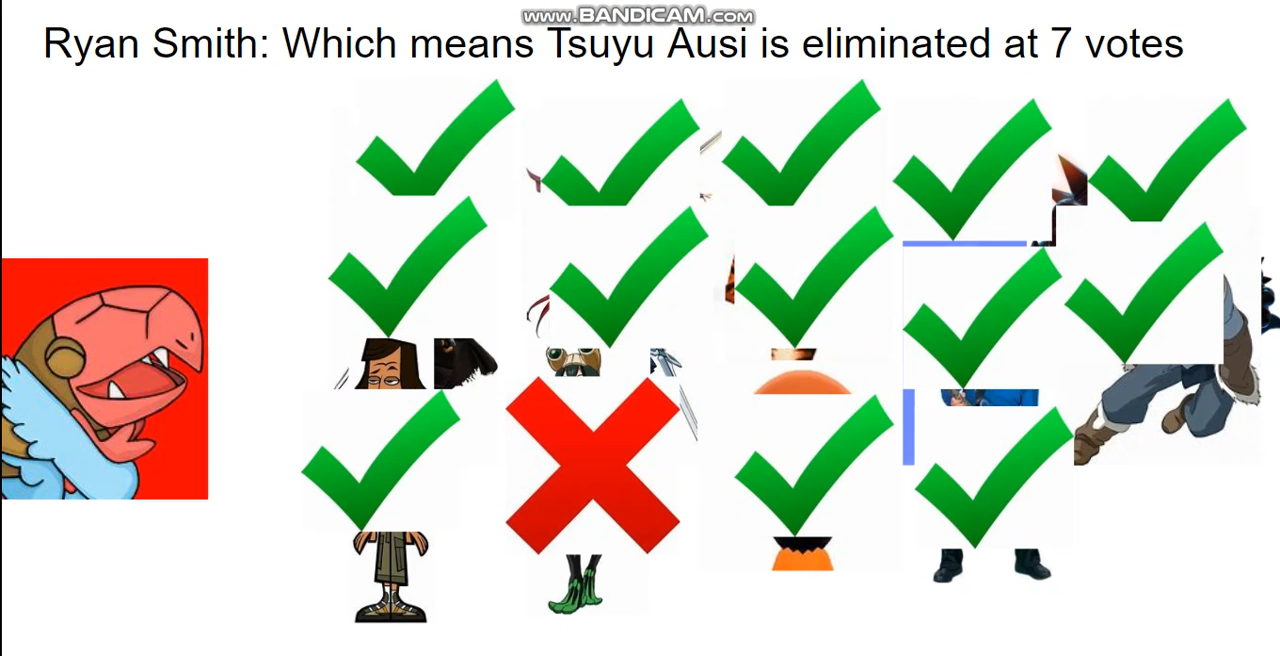 www.BANDICAM.com
Ryan Smith: Which means Tsuyu Ausi is eliminated at 7 votes